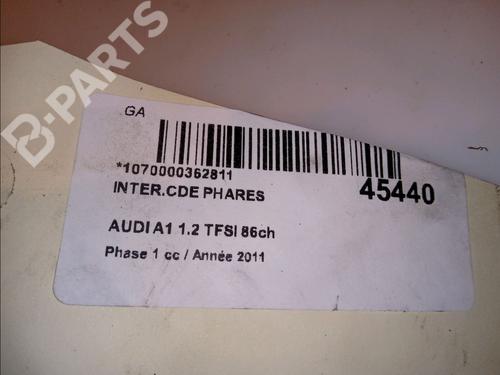 B-PARTS
GA
*1070000362811
INTER.CDE PHARES
45440
AUDI A1 1.2 TFSI 86ch
Phase 1 cc / Année 2011